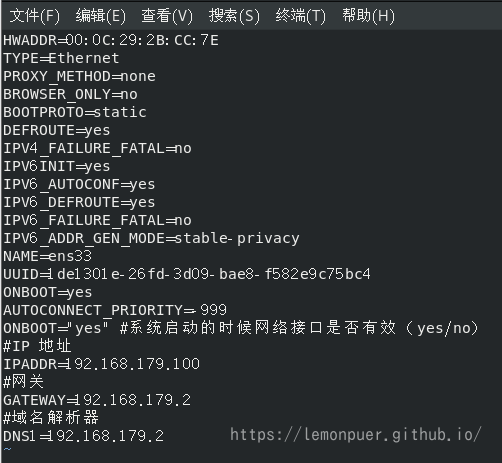 文件(F) 编辑(E) 查看(V) 搜索(S) 终端(T) 帮助(H)
HWADDR=00:0C:29:2B:CC:7E
TYPE=Ethernet
PROXY_METHOD=none
BROWSER_ONLY=no
BOOTPROTO=static
DEFROUTE=yes
IPV4_FAILURE_FATAL=no
IPV6INIT=yes
IPV6_AUTOCONF=yes
IPV6_DEFROUTE=yes
IPV6_FAILURE_FATAL=no
IPV6_ADDR_GEN_MODE=stable-privacy
NAME=ens33
UUID=1de1301e-26fd-3d09-bae8-f582e9c75bc4
ONBOOT=yes
AUTOCONNECT_PRIORITY=-999
ONBOOT="yes" #系统启动的时候网络接口是否有效（yes/no）
#IP 地址
IPADDR=192.168.179.100
#网关
GATEWAY=192.168.179.2
#域名解析器
DNS1=192.168.179.2
~
https://lemonpuer.github.io/